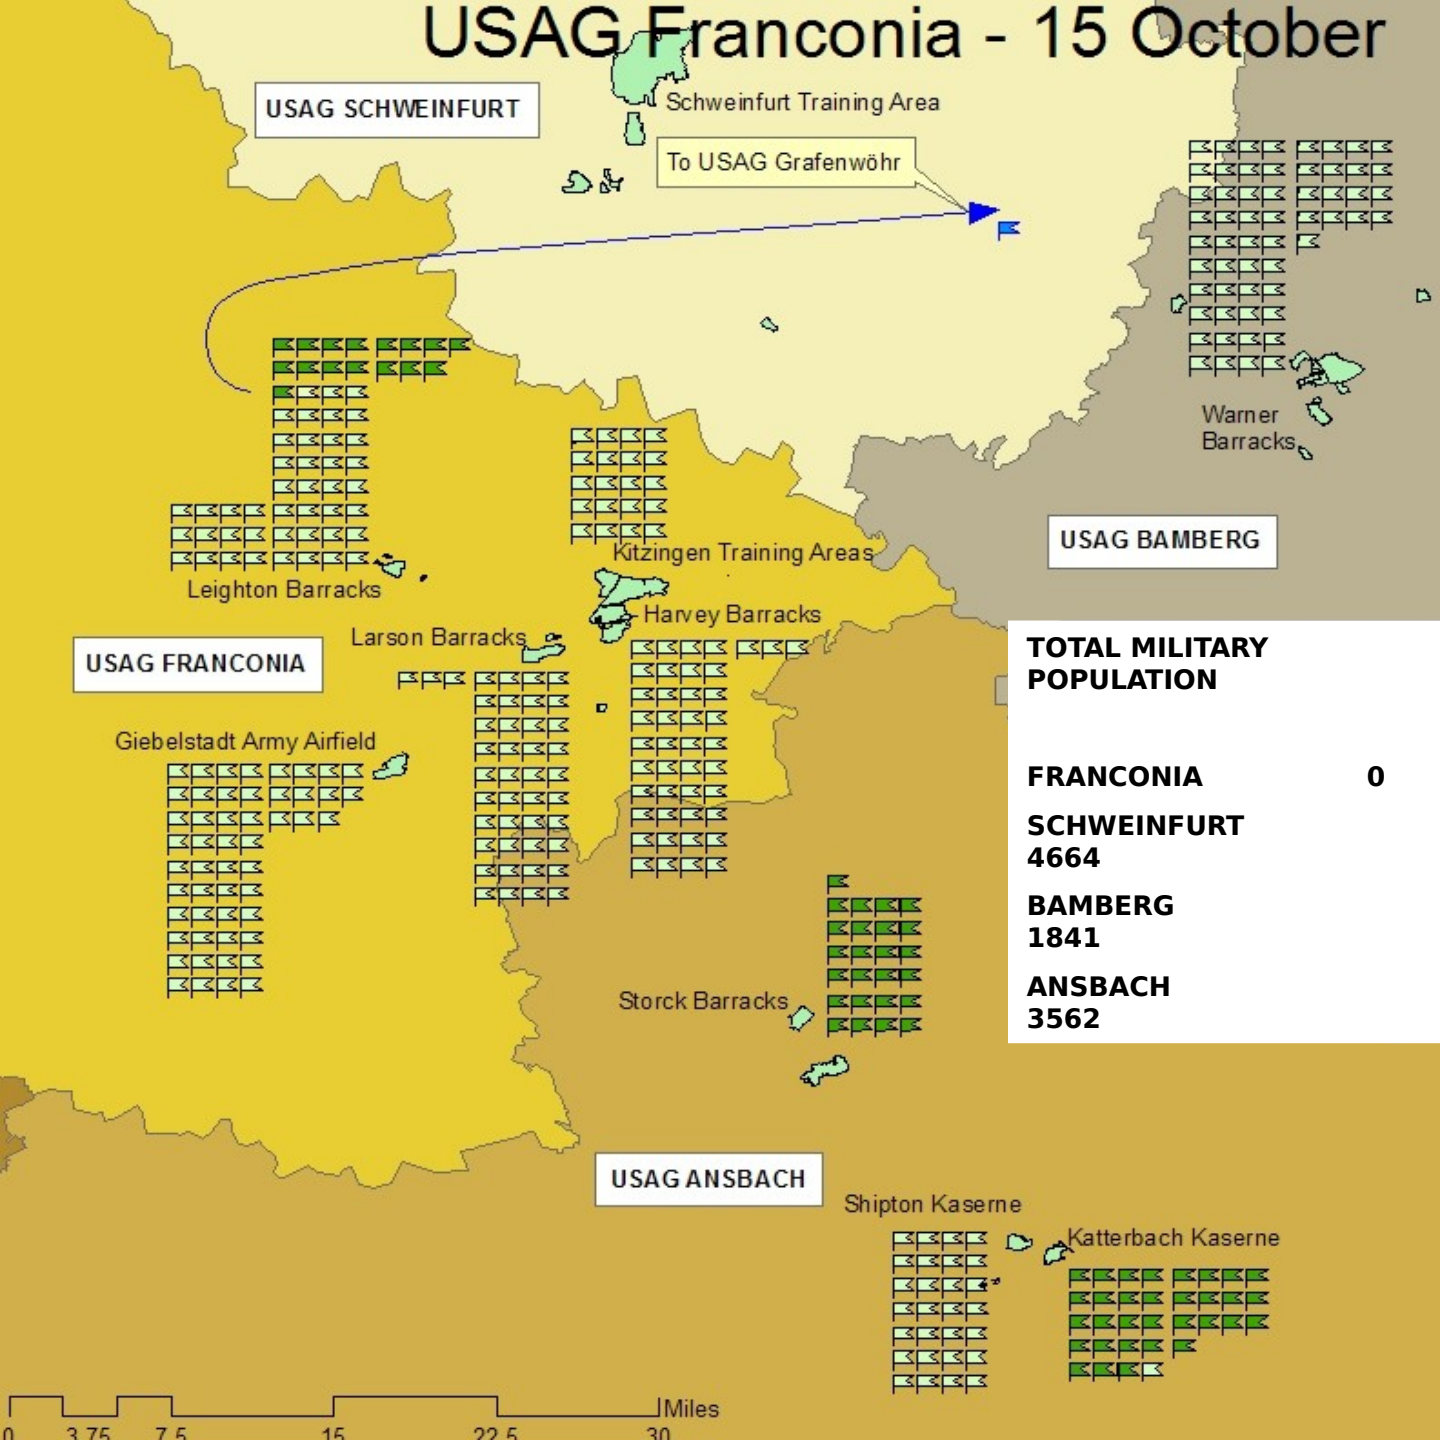 USAG Franconia - 15 October
USAG SCHWEINFURT
Schweinfurt Training Area
To USAG Grafenwöhr
Warner
Barracks
USAG BAMBERG
Kitzingen Training Areas
Leighton Barracks
Harvey Barracks
Larson Barracks
USAG FRANCONIA
Giebelstadt Army Airfield
TOTAL MILITARY
POPULATION
FRANCONIA 0
SCHWEINFURT
4664
BAMBERG
1841
ANSBACH
3562
Storck Barracks
USAG ANSBACH
Shipton Kaserne
Katterbach Kaserne
Miles
0 3.75 7.5 15 22.5 30